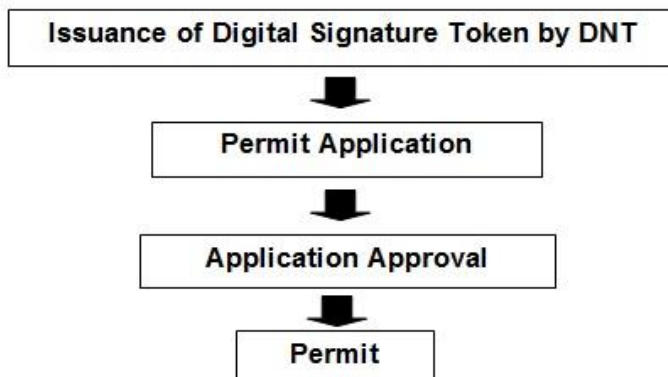 Issuance of Digital Signature Token by DNT
Permit Application
Application Approval
Permit